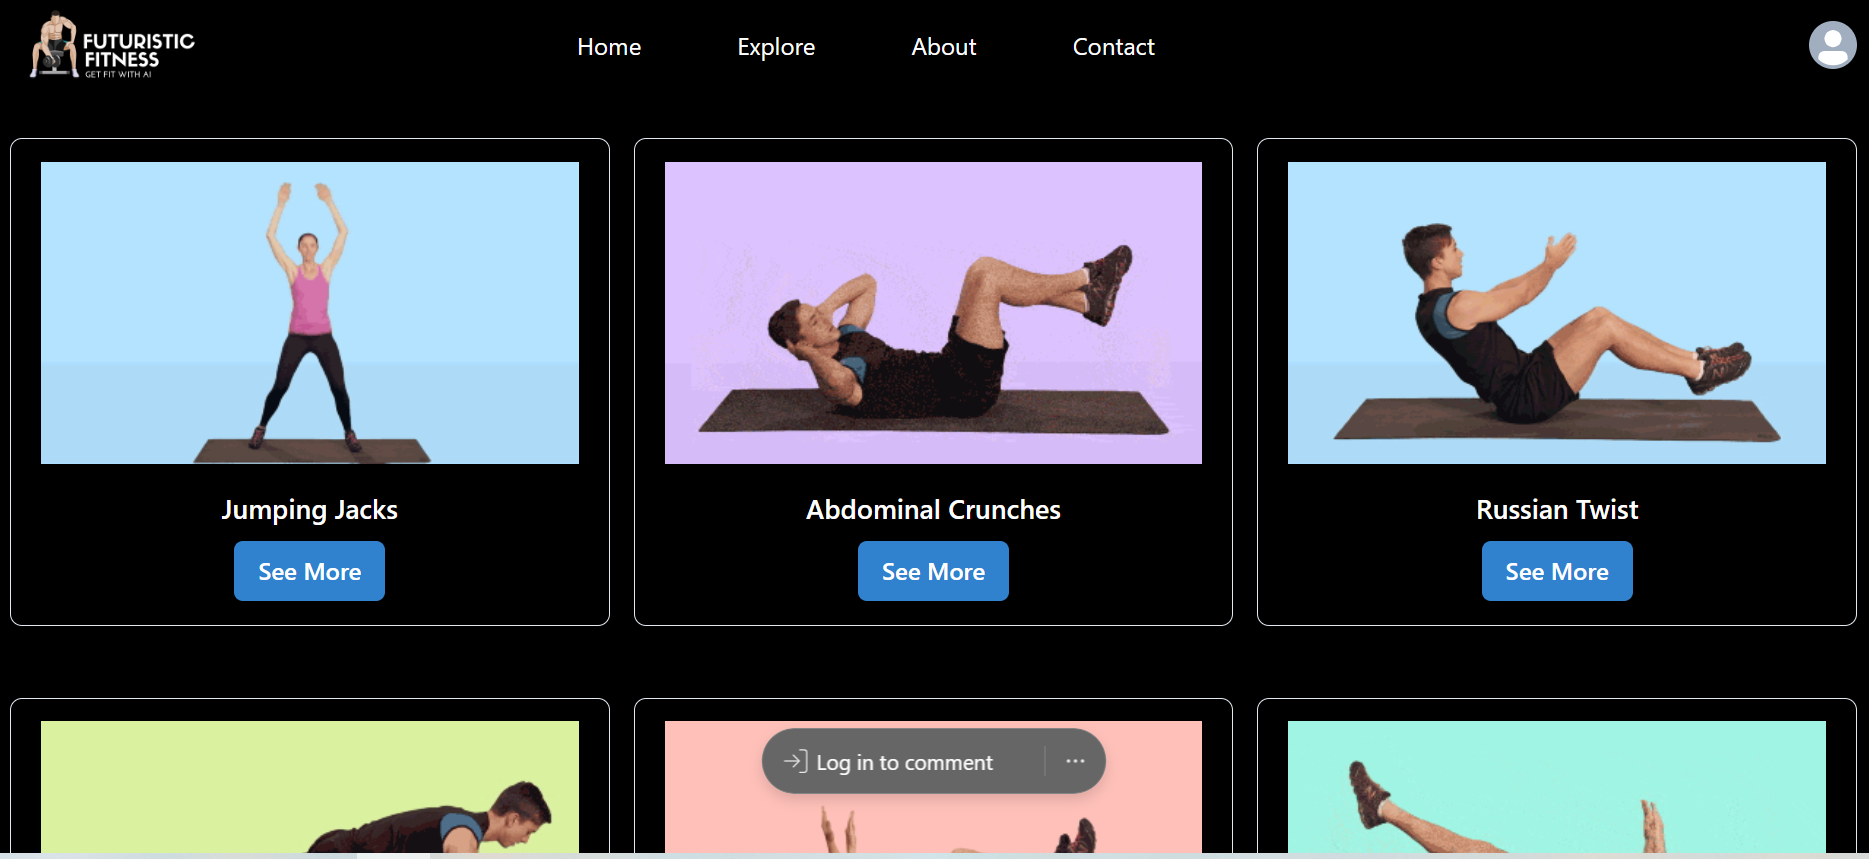 FUTURISTIC
FITNESS
GET FIT WITH AI
Home
Explore
About
Contact
Jumping Jacks
See More
Abdominal Crunches
See More
Russian Twist
See More
Log in to comment